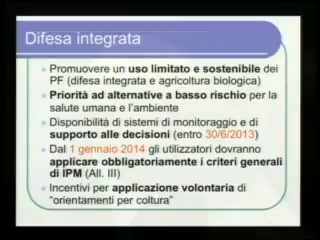 Difesa integrata
Promuovere un uso limitato e sostenibile dei
PF (difesa integrata e agricoltura biologica)
Priorità ad alternative a basso rischio per la
salute umana e l'ambiente
Disponibilità di sistemi di monitoraggio e di
supporto alle decisioni (entro 30/6/2013)
Dal 1 gennaio 2014 gli utilizzatori dovranno
applicare obbligatoriamente i criteri generali
di IPM (All. III)
Incentivi per applicazione volontaria di
"orientamenti per coltura"